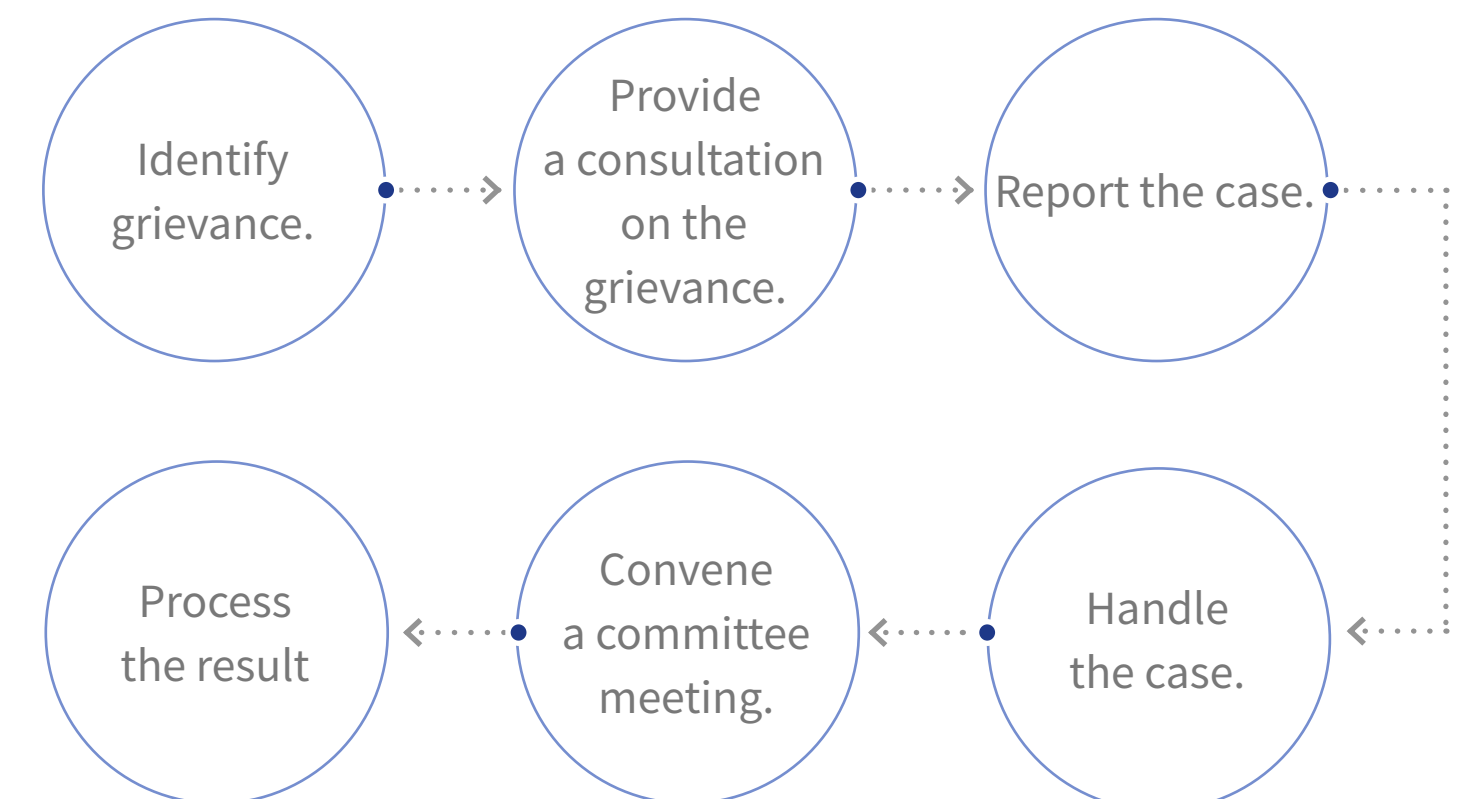 Identify
grievance.
Provide
a consultation
on the
grievance.
Report the case.
Handle
the case.
Convene
a committee
meeting.
Process
the result